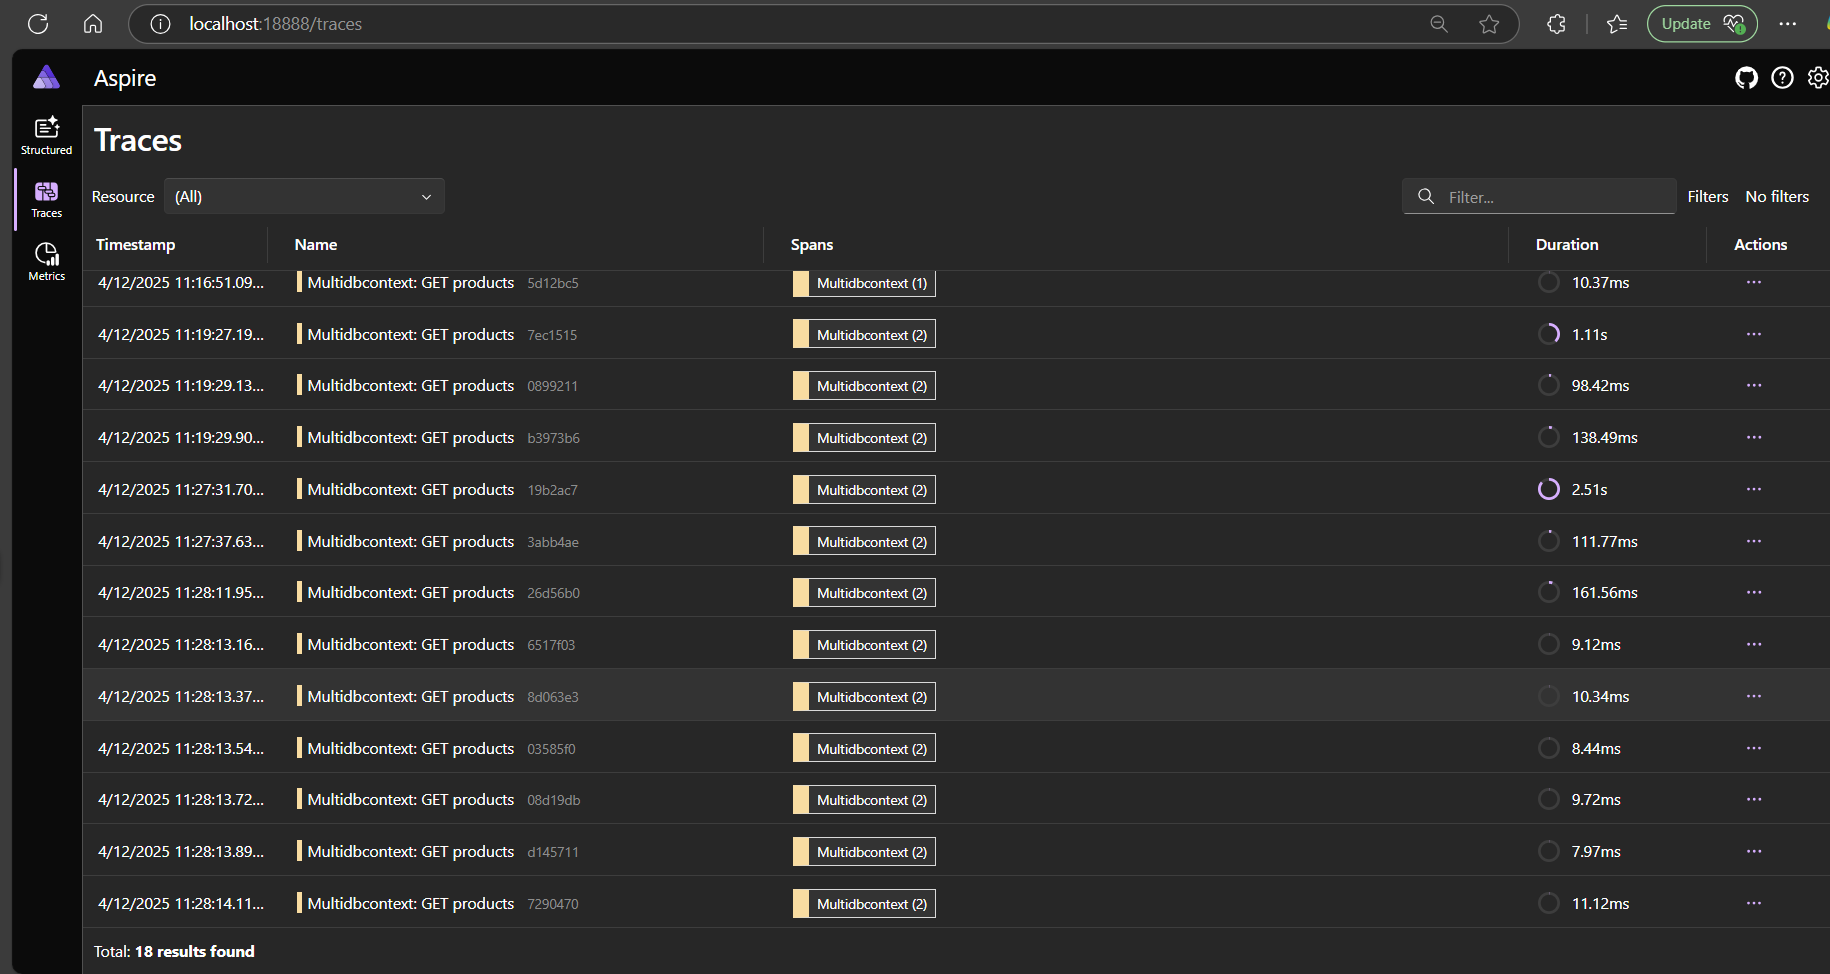 localhost:18888/traces
Update
Aspire
Structured
Traces
Metrics
Traces
Resource (All) Filter... Filters No filters
Timestamp Name Spans Duration Actions
4/12/2025 11:16:51.09... Multidbcontext: GET products 5d12bc5 Multidbcontext (1) 10.37ms
4/12/2025 11:19:27.19... Multidbcontext: GET products 7ec1515 Multidbcontext (2) 1.11s
4/12/2025 11:19:29.13... Multidbcontext: GET products 0899211 Multidbcontext (2) 98.42ms
4/12/2025 11:19:29.90... Multidbcontext: GET products b3973b6 Multidbcontext (2) 138.49ms
4/12/2025 11:27:31.70... Multidbcontext: GET products 19b2ac7 Multidbcontext (2) 2.51s
4/12/2025 11:27:37.63... Multidbcontext: GET products 3abb4ae Multidbcontext (2) 111.77ms
4/12/2025 11:28:11.95... Multidbcontext: GET products 26d56b0 Multidbcontext (2) 161.56ms
4/12/2025 11:28:13.16... Multidbcontext: GET products 6517f03 Multidbcontext (2) 9.12ms
4/12/2025 11:28:13.37... Multidbcontext: GET products 8d063e3 Multidbcontext (2) 10.34ms
4/12/2025 11:28:13.54... Multidbcontext: GET products 03585f0 Multidbcontext (2) 8.44ms
4/12/2025 11:28:13.72... Multidbcontext: GET products 08d19db Multidbcontext (2) 9.72ms
4/12/2025 11:28:13.89... Multidbcontext: GET products d145711 Multidbcontext (2) 7.97ms
4/12/2025 11:28:14.11... Multidbcontext: GET products 7290470 Multidbcontext (2) 11.12ms
Total: 18 results found